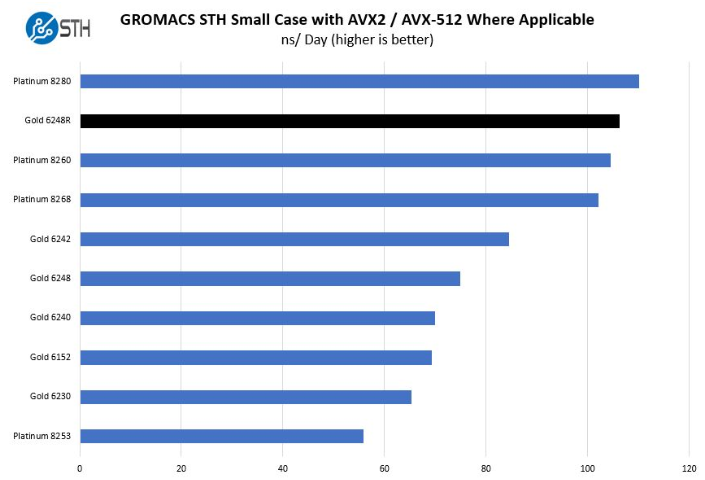 STH
GROMACS STH Small Case with AVX2 / AVX-512 Where Applicable
ns/ Day (higher is better)
Platinum 8280
Gold 6248R
Platinum 8260
Platinum 8268
Gold 6242
Gold 6248
Gold 6240
Gold 6152
Gold 6230
Platinum 8253
0 20 40 60 80 100 120